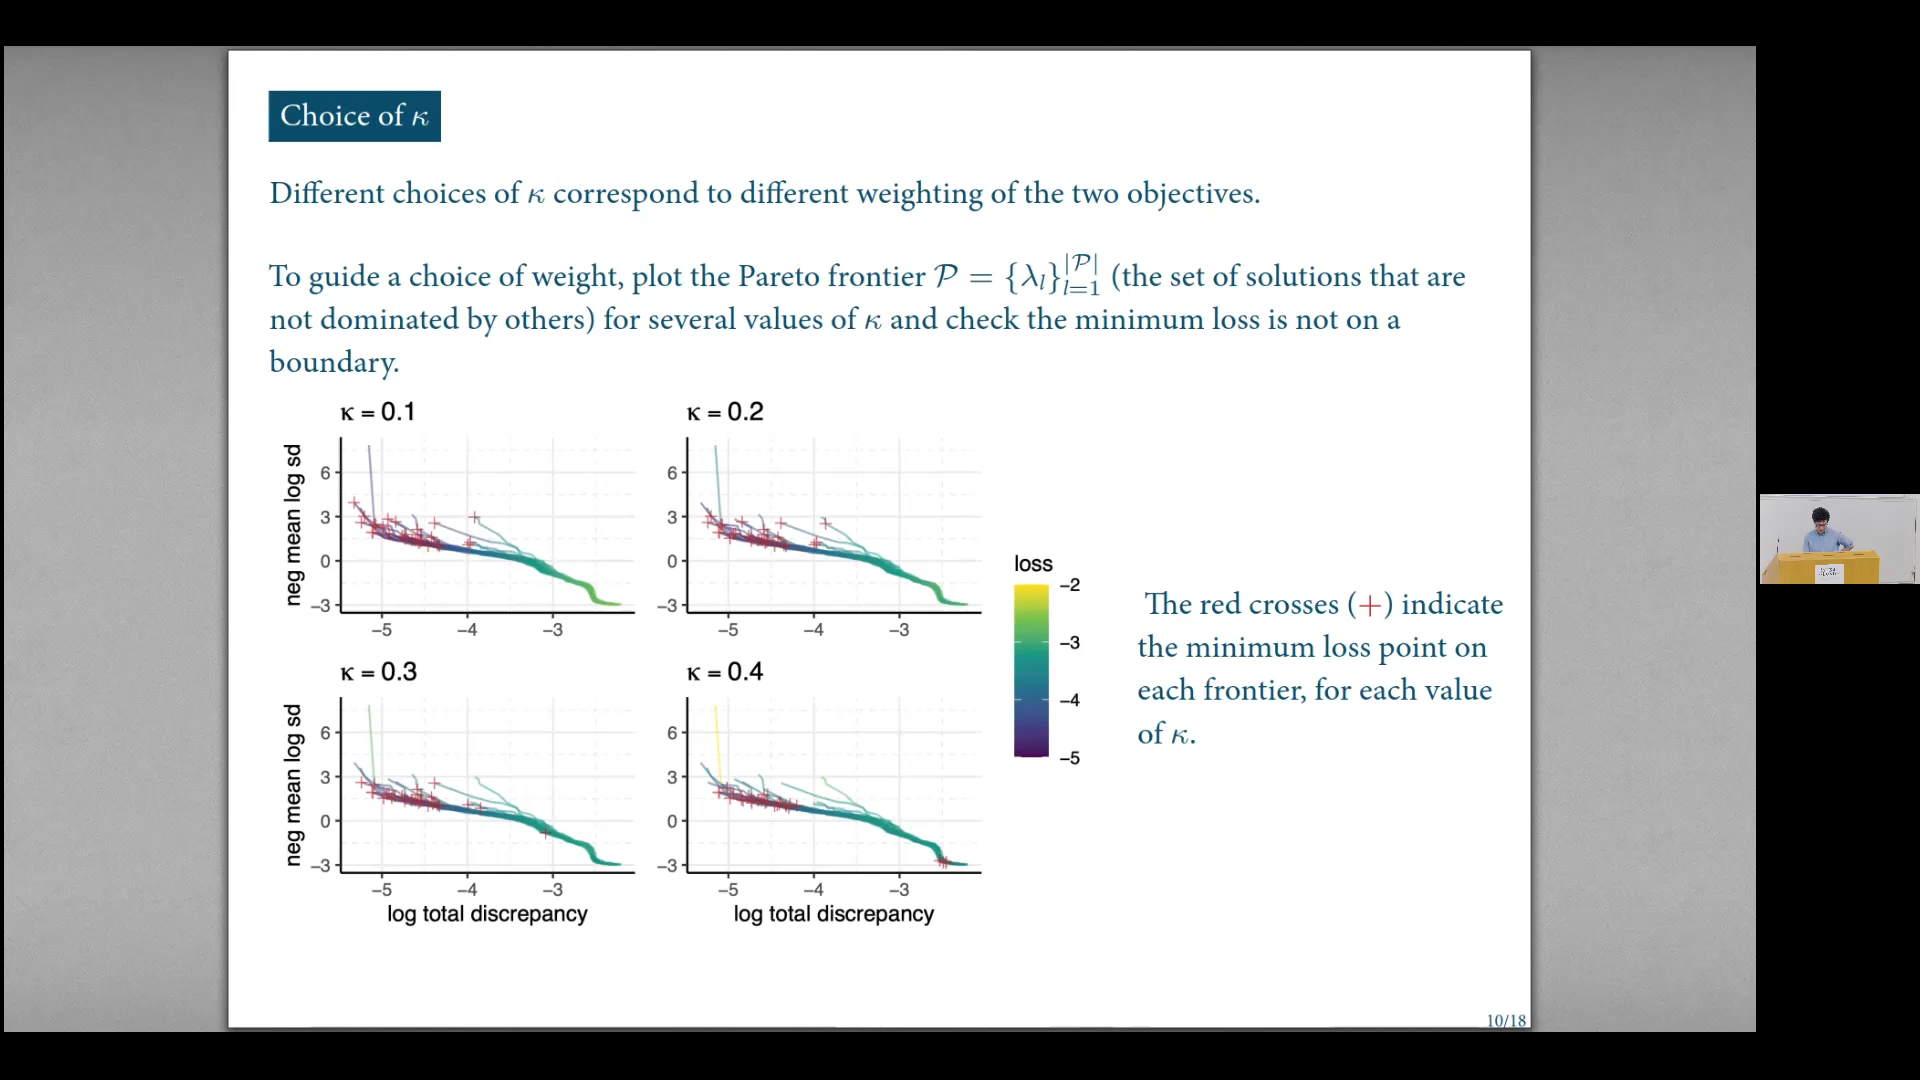 Choice of κ
Different choices of κ correspond to different weighting of the two objectives.
To guide a choice of weight, plot the Pareto frontier 𝒫 = {λ_l}_{l=1}^{|𝒫|} (the set of solutions that are
not dominated by others) for several values of κ and check the minimum loss is not on a
boundary.
κ = 0.1
κ = 0.2
neg mean log sd
6
3
0
−3
−5
−4
−3
6
3
0
−3
−5
−4
−3
κ = 0.3
κ = 0.4
neg mean log sd
6
3
0
−3
−5
−4
−3
log total discrepancy
6
3
0
−3
−5
−4
−3
log total discrepancy
loss
−2
−3
−4
−5
The red crosses (+) indicate
the minimum loss point on
each frontier, for each value
of κ.
10/18